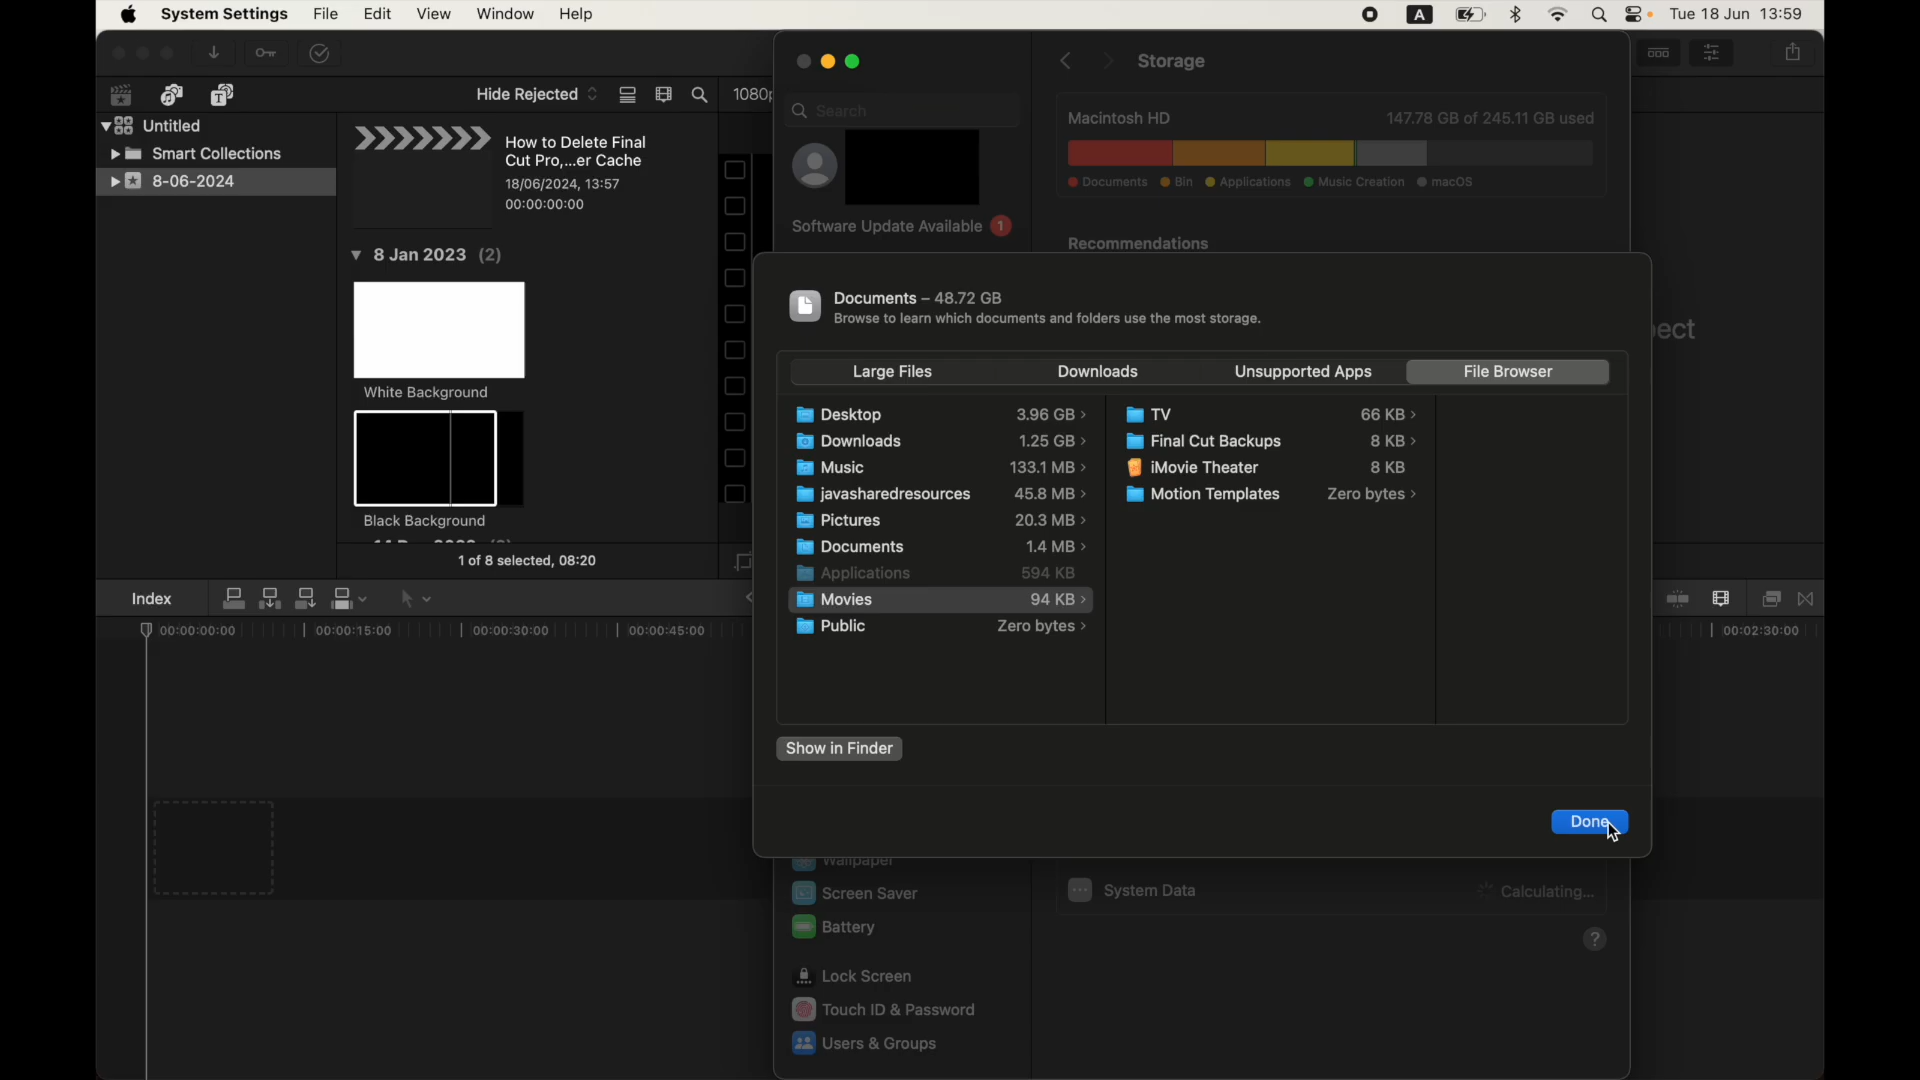 System Settings File Edit View Window Help
A Tue 18 Jun 13:59
Hide Rejected
1080p
Untitled
Smart Collections
8-06-2024
How to Delete Final
Cut Pro,...er Cache
18/06/2024, 13:57
00:00:00:00
8 Jan 2023 (2)
White Background
Black Background
1 of 8 selected, 08:20
Index
00:00:00:00 00:00:15:00 00:00:30:00 00:00:45:00 00:02:30:00
Search
Software Update Available 1
Storage
Macintosh HD 147.78 GB of 245.11 GB used
Documents Bin Applications Music Creation macOS
Recommendations
Documents – 48.72 GB
Browse to learn which documents and folders use the most storage.
Large Files Downloads Unsupported Apps File Browser
Desktop 3.96 GB
Downloads 1.25 GB
Music 133.1 MB
javasharedresources 45.8 MB
Pictures 20.3 MB
Documents 1.4 MB
Applications 594 KB
Movies 94 KB
Public Zero bytes
TV 66 KB
Final Cut Backups 8 KB
iMovie Theater 8 KB
Motion Templates Zero bytes
Show in Finder
Done
Wallpaper
Screen Saver
Battery
Lock Screen
Touch ID & Password
Users & Groups
System Data Calculating...
?
ect